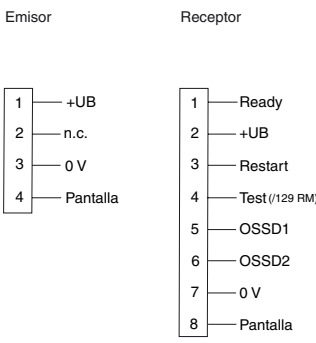 Emisor
1 +UB
2 n.c.
3 0 V
4 Pantalla
Receptor
1 Ready
2 +UB
3 Restart
4 Test (/129 RM)
5 OSSD1
6 OSSD2
7 0 V
8 Pantalla